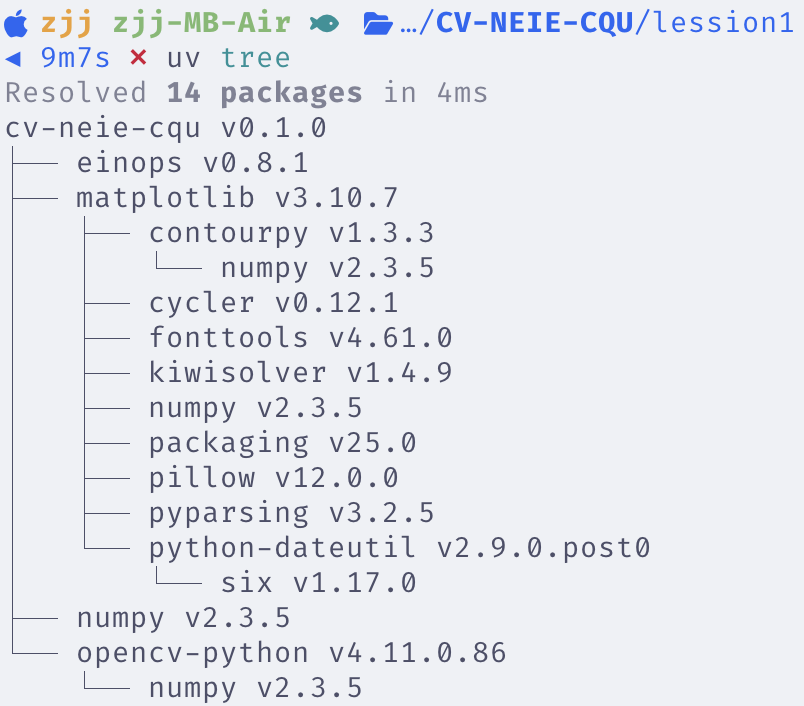 zjj zjj-MB-Air …/CV-NEIE-CQU/lession1
9m7s × uv tree
Resolved 14 packages in 4ms
cv-neie-cqu v0.1.0
├── einops v0.8.1
├── matplotlib v3.10.7
│   ├── contourpy v1.3.3
│   │   └── numpy v2.3.5
│   ├── cycler v0.12.1
│   ├── fonttools v4.61.0
│   ├── kiwisolver v1.4.9
│   ├── numpy v2.3.5
│   ├── packaging v25.0
│   ├── pillow v12.0.0
│   ├── pyparsing v3.2.5
│   └── python-dateutil v2.9.0.post0
│       └── six v1.17.0
├── numpy v2.3.5
└── opencv-python v4.11.0.86
    └── numpy v2.3.5